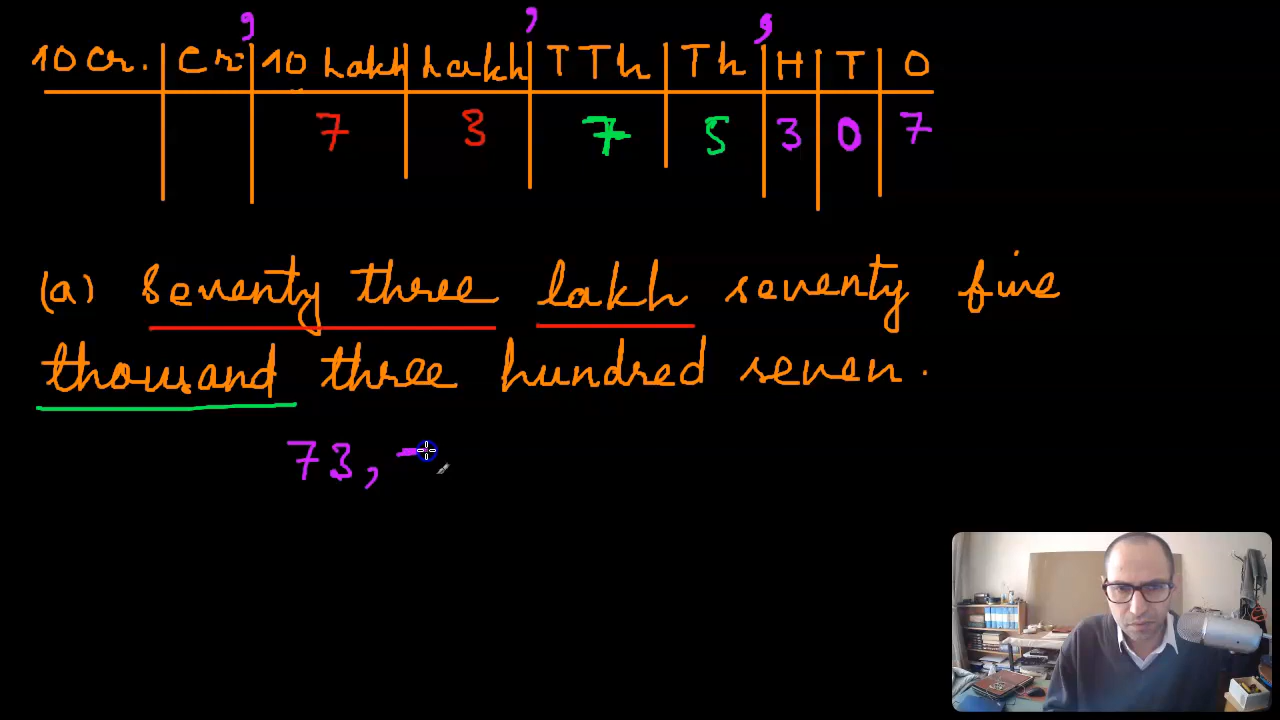 , , ,
10 Cr. Cr 10 Lakh Lakh T Th Th H T O
7 3 7 5 3 0 7
(a) Seventy three lakh seventy five
thousand three hundred seven.
73,